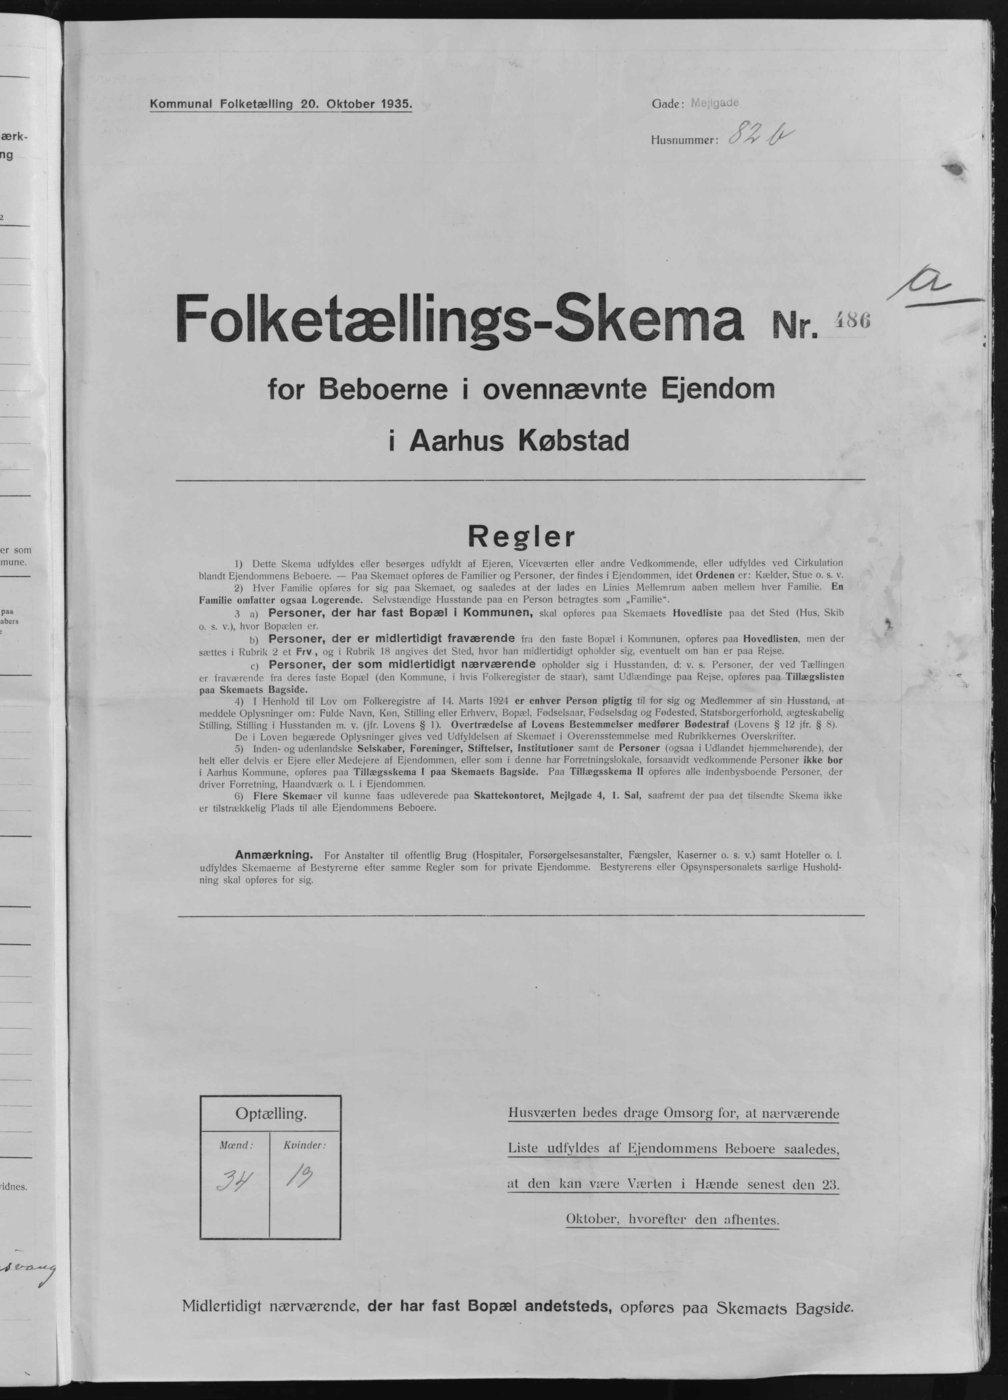 Kommunal Folketælling 20. Oktober 1935.
Gade: Mejlgade
Husnummer: 82 b
a
Folketællings-Skema Nr. 486
for Beboerne i ovennævnte Ejendom
i Aarhus Købstad
Regler
1) Dette Skema udfyldes eller besørges udfyldt af Ejeren, Viceværten eller andre Vedkommende, eller udfyldes ved Cirkulation
blandt Ejendommens Beboere. — Paa Skemaet opføres de Familier og Personer, der findes i Ejendommen, idet Ordenen er: Kælder, Stue o. s. v.
2) Hver Familie opføres for sig paa Skemaet, og saaledes at der lades en Linies Mellemrum aaben mellem hver Familie. En
Familie omfatter ogsaa Logerende. Selvstændige Husstande paa en Person betragtes som „Familie“.
3 a) Personer, der har fast Bopæl i Kommunen, skal opføres paa Skemaets Hovedliste paa det Sted (Hus, Skib
o. s. v.), hvor Bopælen er.
b) Personer, der er midlertidigt fraværende fra den faste Bopæl i Kommunen, opføres paa Hovedlisten, men der
sættes i Rubrik 2 et Frv., og i Rubrik 18 angives det Sted, hvor han midlertidigt opholder sig, eventuelt om han er paa Rejse.
c) Personer, der som midlertidigt nærværende opholder sig i Husstanden, d: v. s. Personer, der ved Tællingen
er fraværende fra deres faste Bopæl (den Kommune, i hvis Folkeregister de staar), samt Udlændinge paa Rejse, opføres paa Tillægslisten
paa Skemaets Bagside.
4) I Henhold til Lov om Folkeregistre af 14. Marts 1924 er enhver Person pligtig til for sig og Medlemmer af sin Husstand, at
meddele Oplysninger om: Fulde Navn, Køn, Stilling eller Erhverv, Bopæl, Fødselsaar, Fødselsdag og Fødested, Statsborgerforhold, ægteskabelig
Stilling, Stilling i Husstanden m. v. (jfr. Lovens § 1). Overtrædelse af Lovens Bestemmelser medfører Bødestraf (Lovens § 12 jfr. § 8).
De i Loven begærede Oplysninger gives ved Udfyldelsen af Skemaet i Overensstemmelse med Rubrikkernes Overskrifter.
5) Inden- og udenlandske Selskaber, Foreninger, Stiftelser, Institutioner samt de Personer (ogsaa i Udlandet hjemmehørende), der
helt eller delvis er Ejere eller Medejere af Ejendommen, eller som i denne har Forretningslokale, forsaavidt vedkommende Personer ikke bor
i Aarhus Kommune, opføres paa Tillægsskema I paa Skemaets Bagside. Paa Tillægsskema II opføres alle indenbysboende Personer, der
driver Forretning, Haandværk o. l. i Ejendommen.
6) Flere Skemaer vil kunne faas udleverede paa Skattekontoret, Mejlgade 4, 1. Sal, saafremt der paa det tilsendte Skema ikke
er tilstrækkelig Plads til alle Ejendommens Beboere.
Anmærkning. For Anstalter til offentlig Brug (Hospitaler, Forsørgelsesanstalter, Fængsler, Kaserner o. s. v.) samt Hoteller o. l.
udfyldes Skemaerne af Bestyrerne efter samme Regler som for private Ejendomme. Bestyrerens eller Opsynspersonalets særlige Hushold-
ning skal opføres for sig.
Optælling.
Mænd: Kvinder:
34 19
Husværten bedes drage Omsorg for, at nærværende
Liste udfyldes af Ejendommens Beboere saaledes,
at den kan være Værten i Hænde senest den 23.
Oktober, hvorefter den afhentes.
Midlertidigt nærværende, der har fast Bopæl andetsteds, opføres paa Skemaets Bagside.
ærk-
ng
2
er som
mune.
paa
abers
ridnes.